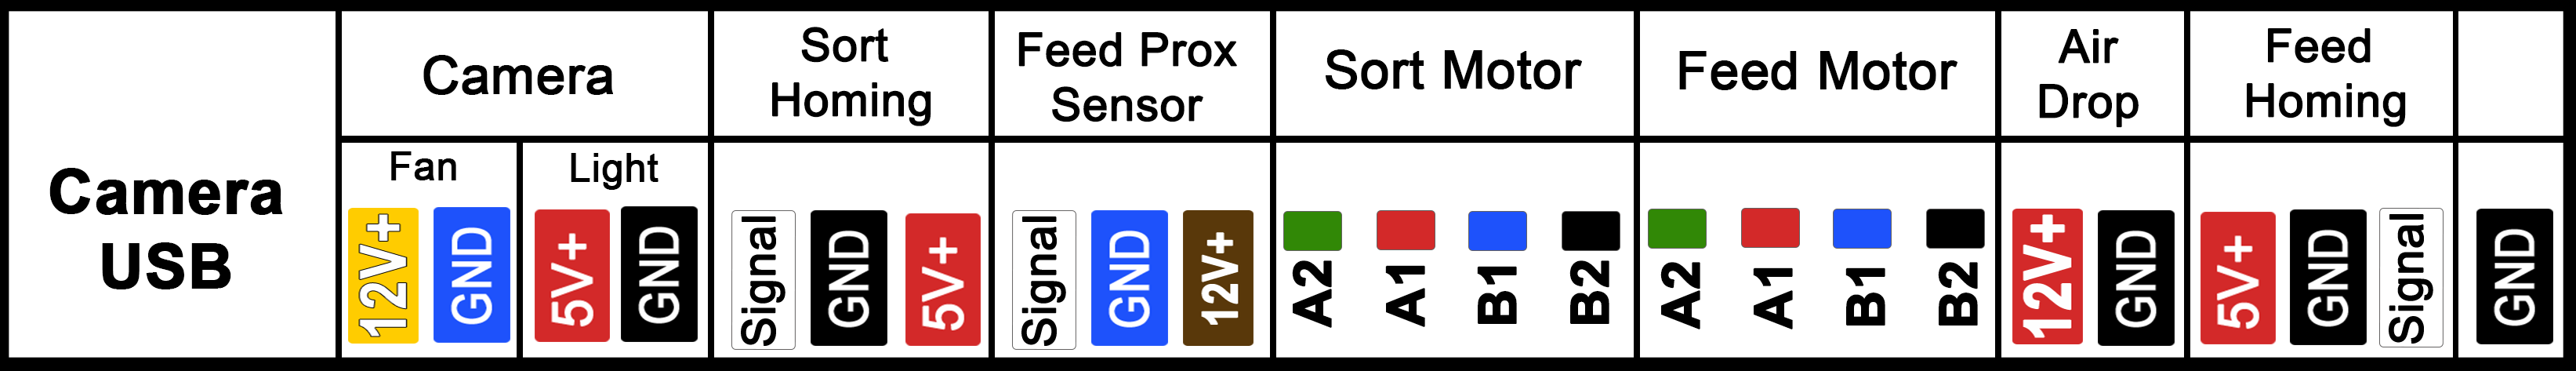 Camera
USB
Camera
Fan
12V+
GND
Light
5V+
GND
Sort
Homing
Signal
GND
5V+
Feed Prox
Sensor
Signal
GND
12V+
Sort Motor
A2
A1
B1
B2
Feed Motor
A2
A1
B1
B2
Air
Drop
12V+
GND
Feed
Homing
5V+
GND
Signal
GND